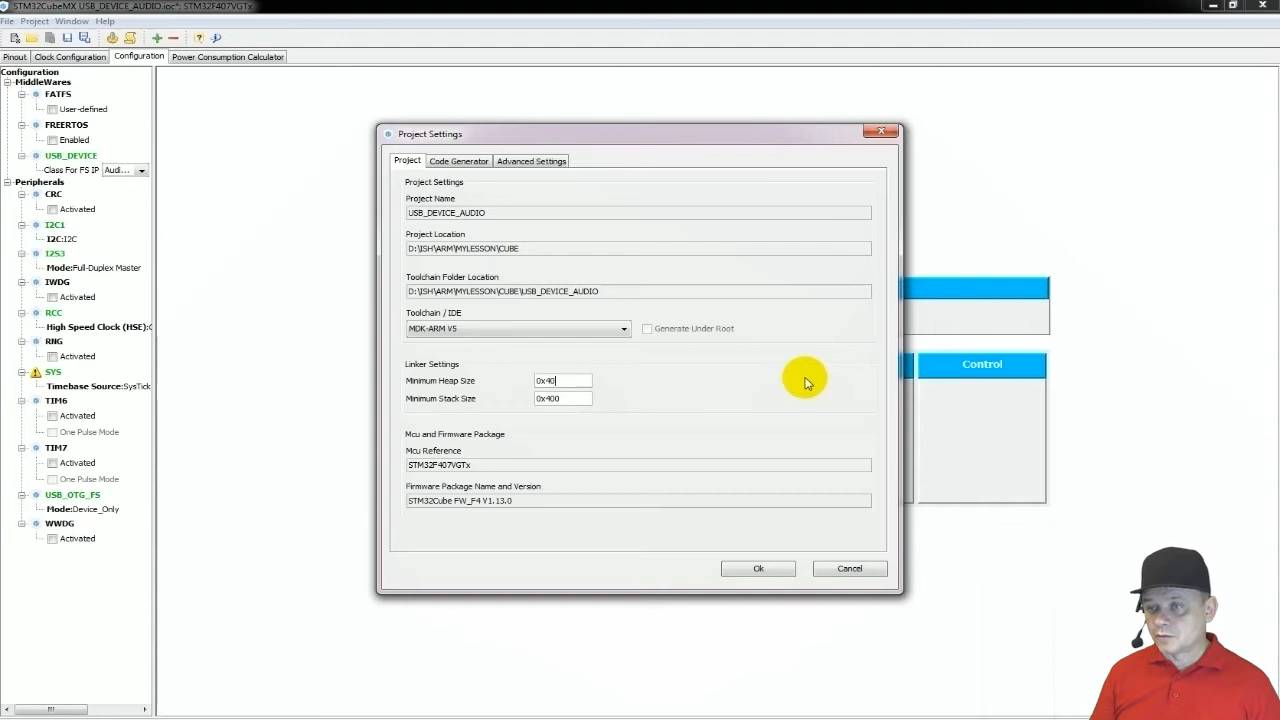 STM32CubeMX USB_DEVICE_AUDIO.ioc*: STM32F407VGTx
File Project Window Help
Pinout Clock Configuration Configuration Power Consumption Calculator
Configuration
MiddleWares
FATFS
User-defined
FREERTOS
Enabled
USB_DEVICE
Class For FS IP Audi...
Peripherals
CRC
Activated
I2C1
I2C:I2C
I2S3
Mode:Full-Duplex Master
IWDG
Activated
RCC
High Speed Clock (HSE):C
RNG
Activated
SYS
Timebase Source:SysTick
TIM6
Activated
One Pulse Mode
TIM7
Activated
One Pulse Mode
USB_OTG_FS
Mode:Device_Only
WWDG
Activated
Project Settings
Project Code Generator Advanced Settings
Project Settings
Project Name
USB_DEVICE_AUDIO
Project Location
D:\ISH\ARM\MYLESSON\CUBE
Toolchain Folder Location
D:\ISH\ARM\MYLESSON\CUBE\USB_DEVICE_AUDIO
Toolchain / IDE
MDK-ARM V5 Generate Under Root
Linker Settings
Minimum Heap Size 0x40
Minimum Stack Size 0x400
Mcu and Firmware Package
Mcu Reference
STM32F407VGTx
Firmware Package Name and Version
STM32Cube FW_F4 V1.13.0
Ok Cancel
Control